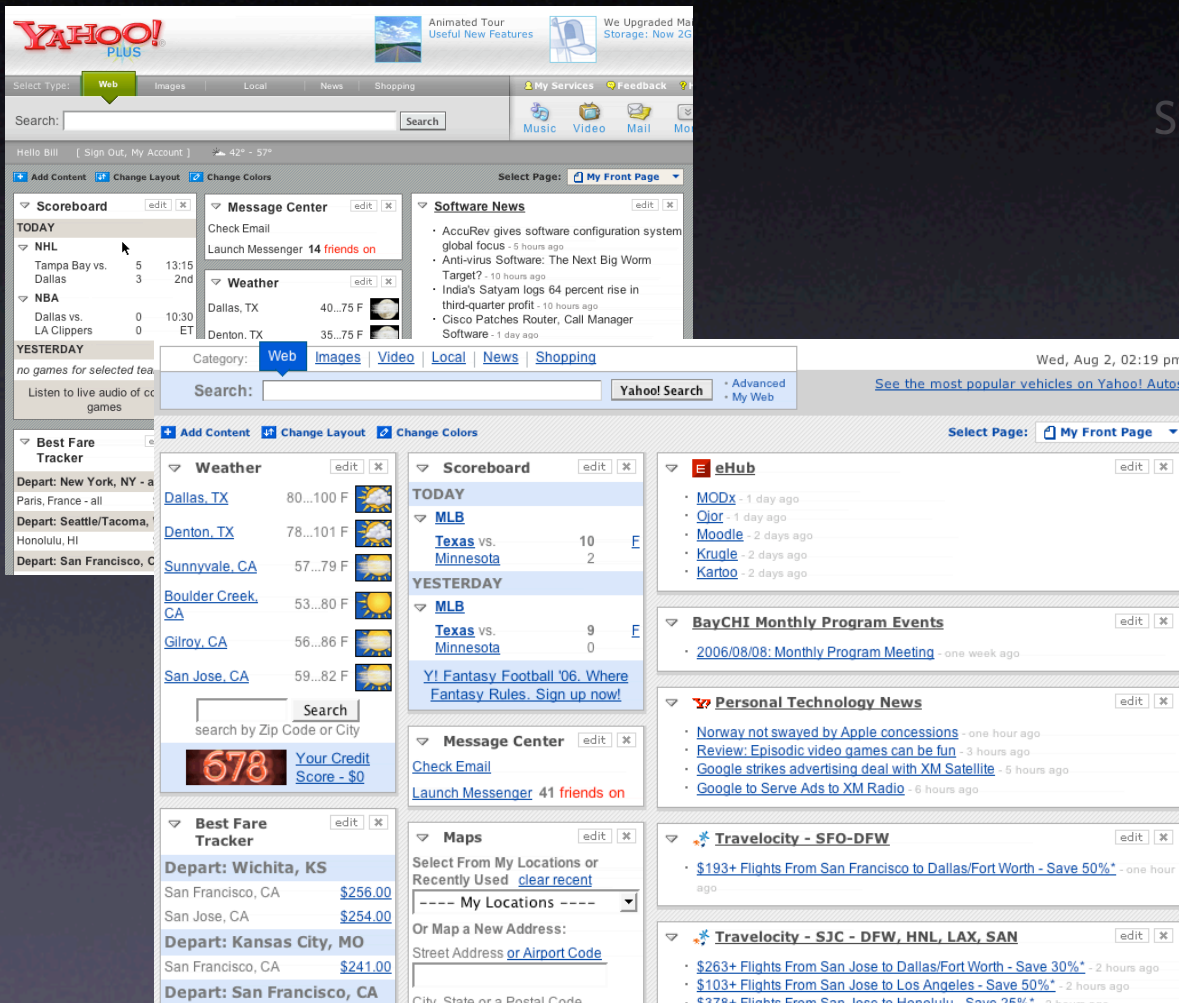 YAHOO!
PLUS
Animated Tour
Useful New Features
We Upgraded Mai
Storage: Now 2G
Select Type: Web Images Local News Shopping
My Services Feedback
Search: Search
Music Video Mail Mo
Hello Bill [ Sign Out, My Account ] 42° - 57°
Add Content Change Layout Change Colors
Select Page: My Front Page
Scoreboard edit
TODAY
NHL
Tampa Bay vs. 5 13:15
Dallas 3 2nd
NBA
Dallas vs. 0 10:30
LA Clippers 0 ET
YESTERDAY
no games for selected tea
Listen to live audio of
games
Best Fare
Tracker
Depart: New York, NY - a
Paris, France - all
Depart: Seattle/Tacoma,
Honolulu, HI
Depart: San Francisco, C
Message Center edit
Check Email
Launch Messenger 14 friends on
Weather edit
Dallas, TX 40...75 F
Denton, TX 35...75 F
Software News edit
· AccuRev gives software configuration system
global focus - 5 hours ago
· Anti-virus Software: The Next Big Worm
Target? - 10 hours ago
· India's Satyam logs 64 percent rise in
third-quarter profit - 10 hours ago
· Cisco Patches Router, Call Manager
Software - 1 day ago
S
Category: Web Images | Video | Local | News | Shopping
Search: Yahoo! Search
• Advanced
• My Web
Wed, Aug 2, 02:19 pm
See the most popular vehicles on Yahoo! Autos
Add Content Change Layout Change Colors
Select Page: My Front Page
Weather edit
Dallas, TX 80...100 F
Denton, TX 78...101 F
Sunnyvale, CA 57...79 F
Boulder Creek,
CA 53...80 F
Gilroy, CA 56...86 F
San Jose, CA 59...82 F
Search
search by Zip Code or City
678 Your Credit
Score - $0
Best Fare
Tracker edit
Depart: Wichita, KS
San Francisco, CA $256.00
San Jose, CA $254.00
Depart: Kansas City, MO
San Francisco, CA $241.00
Depart: San Francisco, CA
Scoreboard edit
TODAY
MLB
Texas vs. 10 F
Minnesota 2
YESTERDAY
MLB
Texas vs. 9 F
Minnesota 0
Y! Fantasy Football '06. Where
Fantasy Rules. Sign up now!
Message Center edit
Check Email
Launch Messenger 41 friends on
Maps edit
Select From My Locations or
Recently Used clear recent
---- My Locations ----
Or Map a New Address:
Street Address or Airport Code
City, State or a Postal Code
E eHub edit
· MODx - 1 day ago
· Ojor - 1 day ago
· Moodle - 2 days ago
· Krugle - 2 days ago
· Kartoo - 2 days ago
BayCHI Monthly Program Events edit
· 2006/08/08: Monthly Program Meeting - one week ago
Y! Personal Technology News edit
· Norway not swayed by Apple concessions - one hour ago
· Review: Episodic video games can be fun - 3 hours ago
· Google strikes advertising deal with XM Satellite - 5 hours ago
· Google to Serve Ads to XM Radio - 6 hours ago
Travelocity - SFO-DFW edit
· $193+ Flights From San Francisco to Dallas/Fort Worth - Save 50%* - one hour
ago
Travelocity - SJC - DFW, HNL, LAX, SAN edit
· $263+ Flights From San Jose to Dallas/Fort Worth - Save 30%* - 2 hours ago
· $103+ Flights From San Jose to Los Angeles - Save 50%* - 2 hours ago
· $378+ Flights From San Jose to Honolulu - Save 25%*